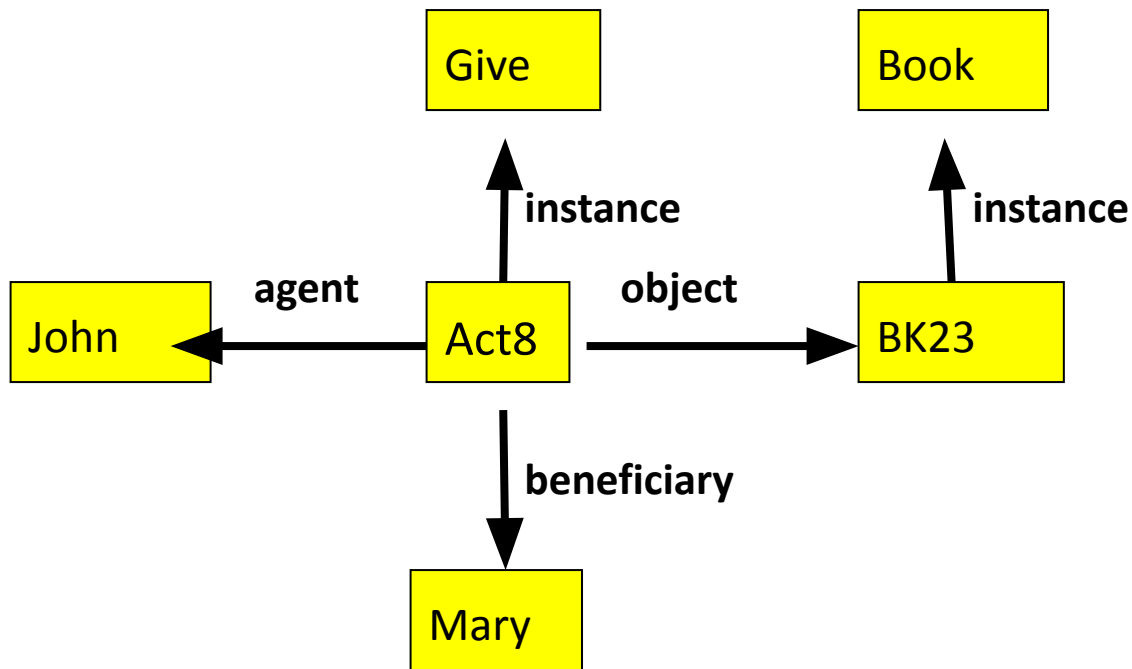 Give
Book
instance
instance
agent
object
John
Act8
BK23
beneficiary
Mary